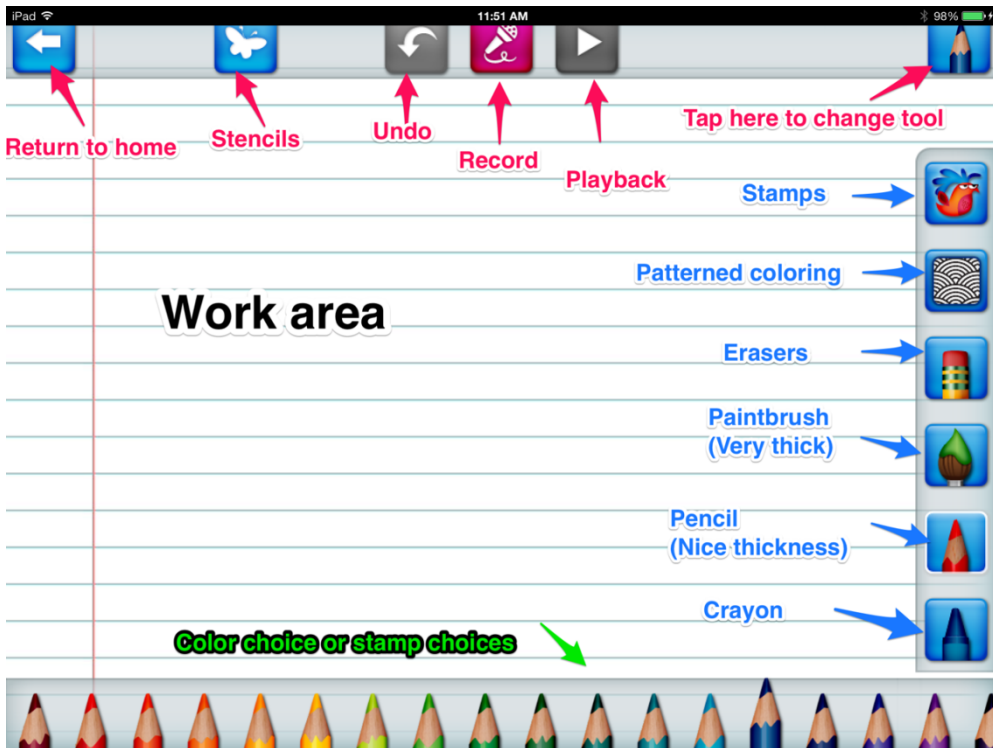 iPad
11:51 AM
98%
Return to home
Stencils
Undo
Record
Playback
Tap here to change tool
Stamps
Patterned coloring
Erasers
Work area
Paintbrush
(Very thick)
Pencil
(Nice thickness)
Crayon
Color choice or stamp choices